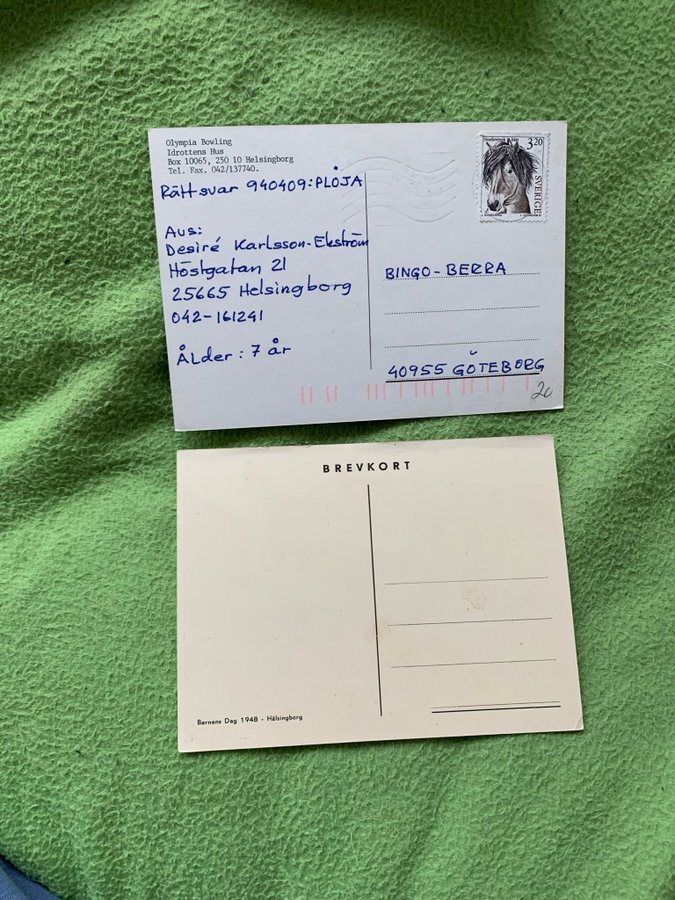 Olympia Bowling
Idrottens Hus
Box 10065, 250 10 Helsingborg
Tel. Fax. 042/137740.
Rättsvar 940409:PLÖJA
Aus:
Desiré Karlsson-Ekström
Höstgatan 21
25665 Helsingborg
042-161241
Ålder: 7 år
3.20
SVERIGE
BINGO-BERRA
40955 GÖTEBORG
20
BREVKORT
Barnens Dag 1948 - Hälsingborg